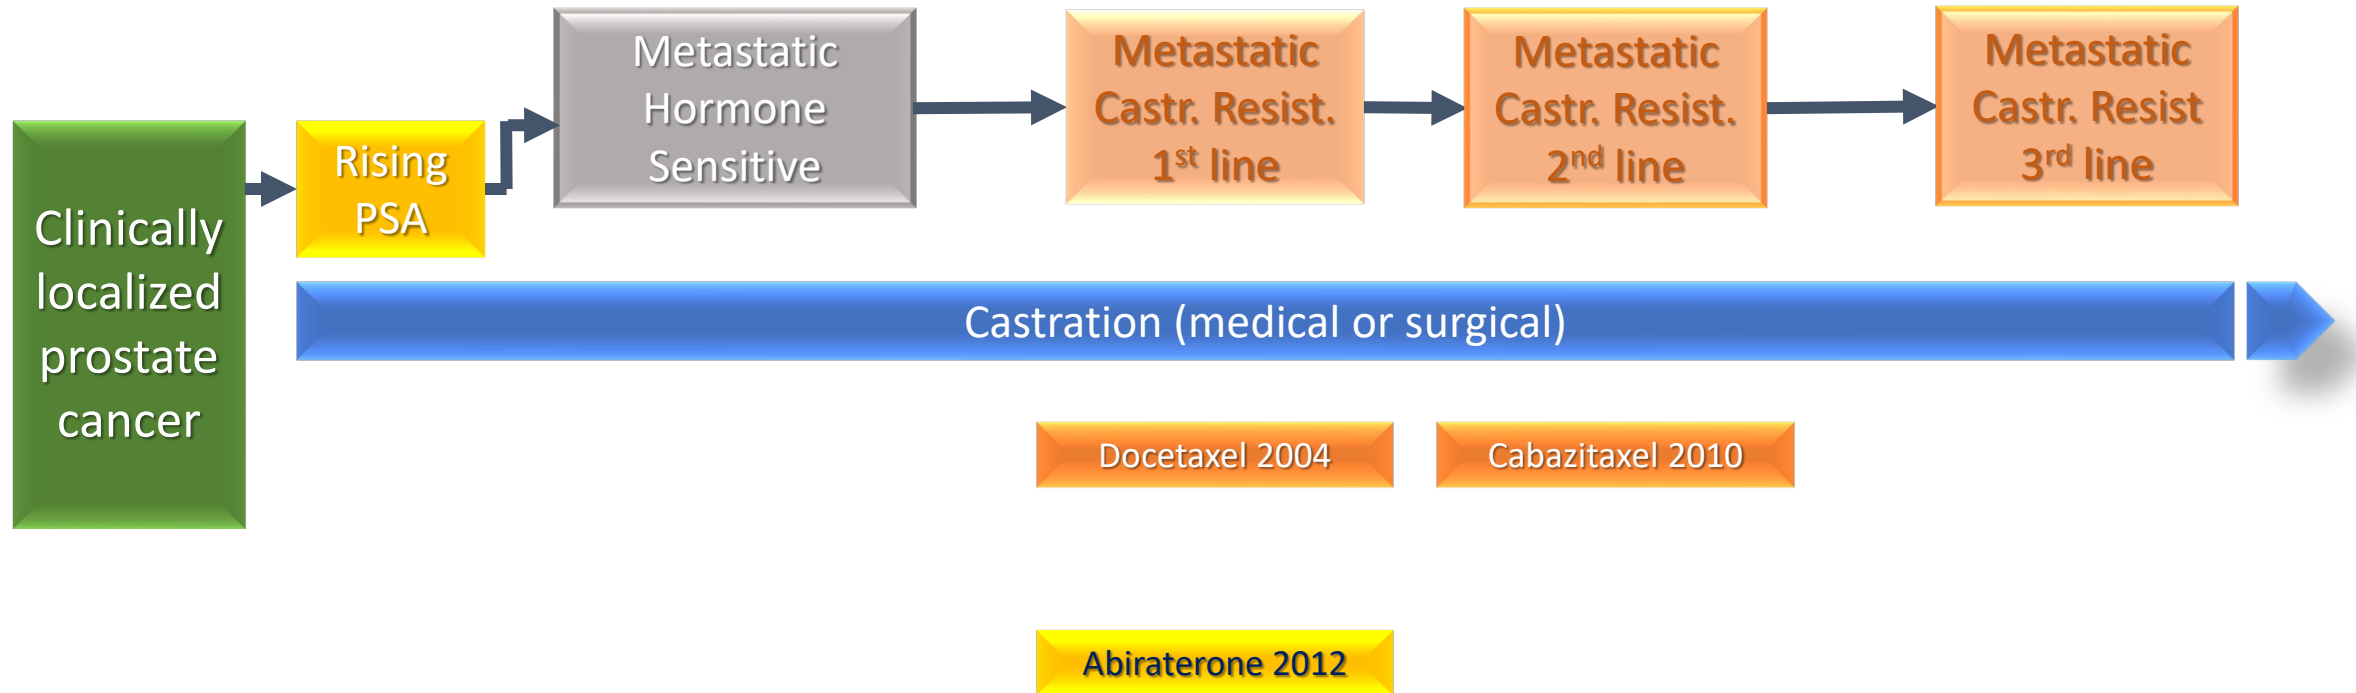 Clinically
localized
prostate
cancer
Rising
PSA
Metastatic
Hormone
Sensitive
Metastatic
Castr. Resist.
1st line
Metastatic
Castr. Resist.
2nd line
Metastatic
Castr. Resist
3rd line
Castration (medical or surgical)
Docetaxel 2004
Cabazitaxel 2010
Abiraterone 2012